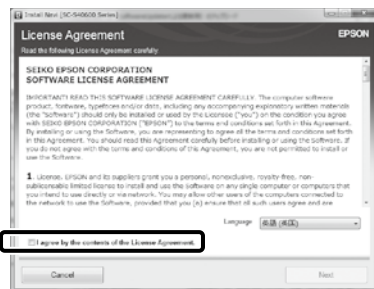 Install Navi [SC-S40600 Series]
License Agreement
EPSON
Read the following License Agreement carefully.
SEIKO EPSON CORPORATION
SOFTWARE LICENSE AGREEMENT
IMPORTANT! READ THIS SOFTWARE LICENSE AGREEMENT CAREFULLY. The computer software
product, fontware, typefaces and/or data, including any accompanying explanatory written materials
(the "Software") should only be installed or used by the Licensee ("you") on the condition you agree
with SEIKO EPSON CORPORATION ("EPSON") to the terms and conditions set forth in this Agreement.
By installing or using the Software, you are representing to agree all the terms and conditions set forth
in this Agreement. You should read this Agreement carefully before installing or using the Software. If
you do not agree with the terms and conditions of this Agreement, you are not permitted to install or
use the Software.
1. License. EPSON and its suppliers grant you a personal, nonexclusive, royalty-free, non-
sublicensable limited license to install and use the Software on any single computer or computers that
you intend to use directly or via network. You may allow other users of the computers connected to
the network to use the Software, provided that you (a) ensure that all such users agree and are
Language
英語 (米国)
I agree by the contents of the License Agreement.
Cancel
Next